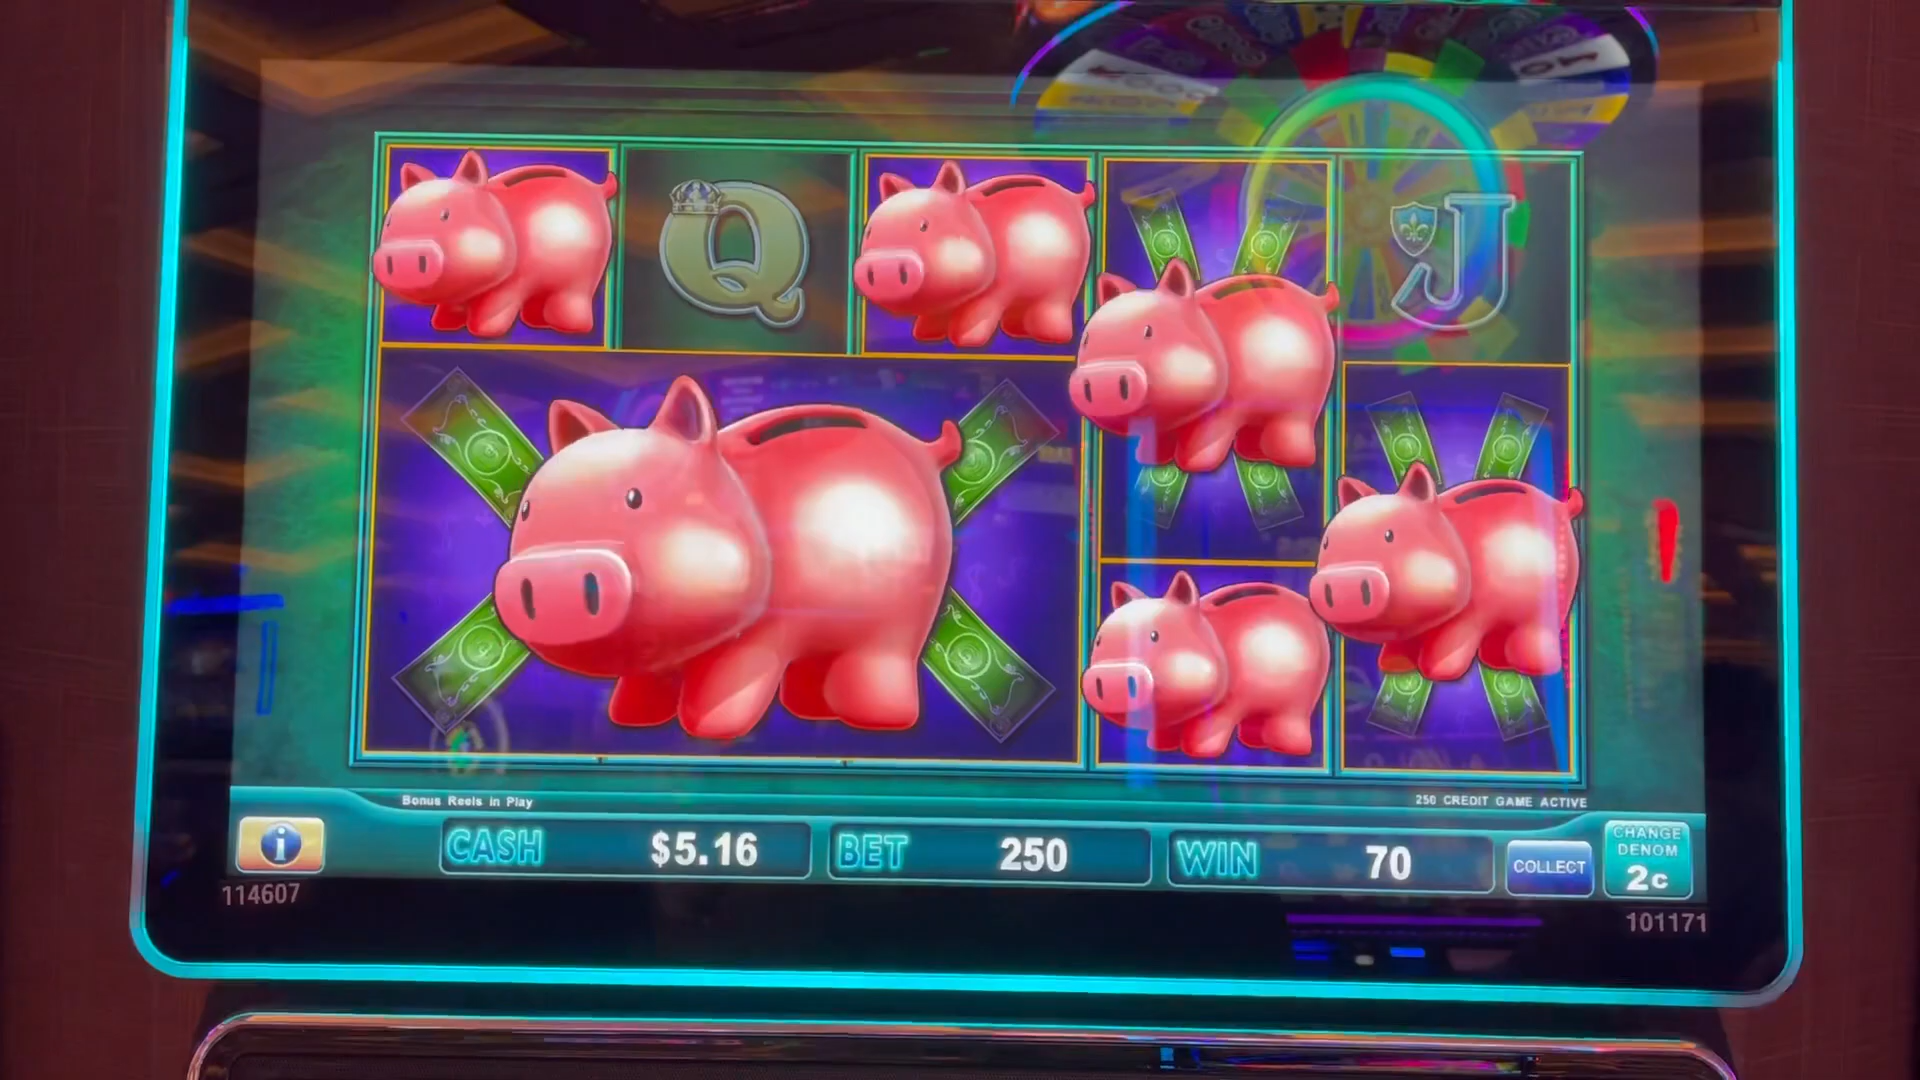 Q
J
Bonus Reels in Play
250 CREDIT GAME ACTIVE
CASH $5.16
BET 250
WIN 70
COLLECT
CHANGE
DENOM
2c
i
114607
101171